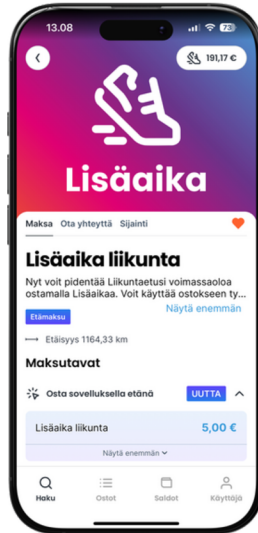 13.08
73
191,17 €
Lisäaika
Maksa Ota yhteyttä Sijainti
Lisäaika liikunta
Nyt voit pidentää Liikuntaetusi voimassaoloa
ostamalla Lisäaikaa. Voit käyttää ostokseen ty...
Näytä enemmän
Etämaksu
Etäisyys 1164,33 km
Maksutavat
Osta sovelluksella etänä UUTTA
Lisäaika liikunta 5,00 €
Näytä enemmän
Haku Ostot Saldot Käyttäjä